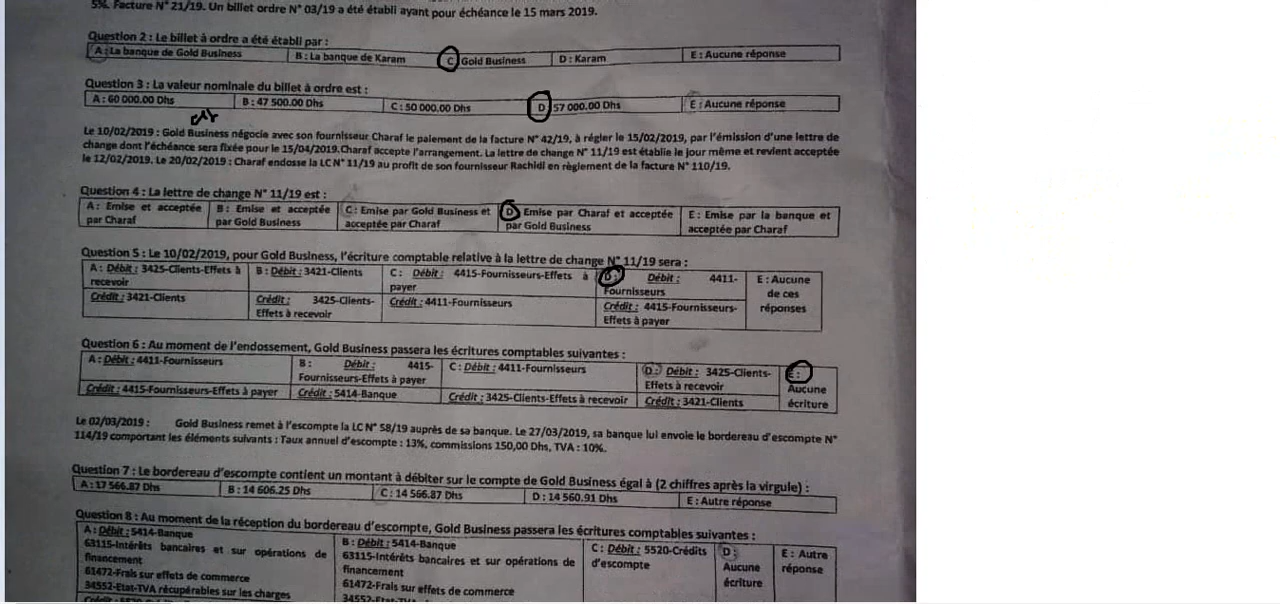 5%. Facture N° 21/19. Un billet ordre N° 03/19 a été établi ayant pour échéance le 15 mars 2019.
Question 2 : Le billet à ordre a été établi par :
A : La banque de Gold Business B : La banque de Karam C Gold Business D : Karam E : Aucune réponse
Question 3 : La valeur nominale du billet à ordre est :
A : 60 000.00 Dhs B : 47 500.00 Dhs C : 50 000.00 Dhs D 57 000.00 Dhs E : Aucune réponse
Le 10/02/2019 : Gold Business négocie avec son fournisseur Charaf le paiement de la facture N° 42/19, à régler le 15/02/2019, par l'émission d'une lettre de
change dont l'échéance sera fixée pour le 15/04/2019.Charaf accepte l'arrangement. La lettre de change N° 11/19 est établie le jour même et revient acceptée
le 12/02/2019. Le 20/02/2019 : Charaf endosse la LC N° 11/19 au profit de son fournisseur Rachidi en règlement de la facture N° 110/19.
Question 4 : La lettre de change N° 11/19 est :
A : Emise et acceptée B : Emise et acceptée C : Emise par Gold Business et D Emise par Charaf et acceptée E : Emise par la banque et
par Charaf par Gold Business acceptée par Charaf par Gold Business acceptée par Charaf
Question 5 : Le 10/02/2019, pour Gold Business, l'écriture comptable relative à la lettre de change N° 11/19 sera :
A : Débit : 3425-Clients-Effets à B : Débit : 3421-Clients C : Débit : 4415-Fournisseurs-Effets à D : Débit : 4411- E : Aucune
recevoir payer Fournisseurs de ces
Crédit : 3421-Clients Crédit : 3425-Clients- Crédit : 4411-Fournisseurs Crédit : 4415-Fournisseurs- réponses
Effets à recevoir Effets à payer
Question 6 : Au moment de l'endossement, Gold Business passera les écritures comptables suivantes :
A : Débit : 4411-Fournisseurs B : Débit : 4415- C : Débit : 4411-Fournisseurs D : Débit : 3425-Clients- E :
Fournisseurs-Effets à payer Effets à recevoir Aucune
Crédit : 4415-Fournisseurs-Effets à payer Crédit : 5414-Banque Crédit : 3425-Clients-Effets à recevoir Crédit : 3421-Clients écriture
Le 02/03/2019 : Gold Business remet à l'escompte la LC N° 58/19 auprès de sa banque. Le 27/03/2019, sa banque lui envoie le bordereau d'escompte N°
114/19 comportant les éléments suivants : Taux annuel d'escompte : 13%, commissions 150,00 Dhs, TVA : 10%.
Question 7 : Le bordereau d'escompte contient un montant à débiter sur le compte de Gold Business égal à (2 chiffres après la virgule) :
A : 17 566.87 Dhs B : 14 606.25 Dhs C : 14 566.87 Dhs D : 14 560.91 Dhs E : Autre réponse
Question 8 : Au moment de la réception du bordereau d'escompte, Gold Business passera les écritures comptables suivantes :
A : Débit : 5414-Banque B : Débit : 5414-Banque C : Débit : 5520-Crédits D : E : Autre
63115-Intérêts bancaires et sur opérations de 63115-Intérêts bancaires et sur opérations de d'escompte Aucune réponse
financement financement écriture
61472-Frais sur effets de commerce 61472-Frais sur effets de commerce
34552-Etat-TVA récupérables sur les charges